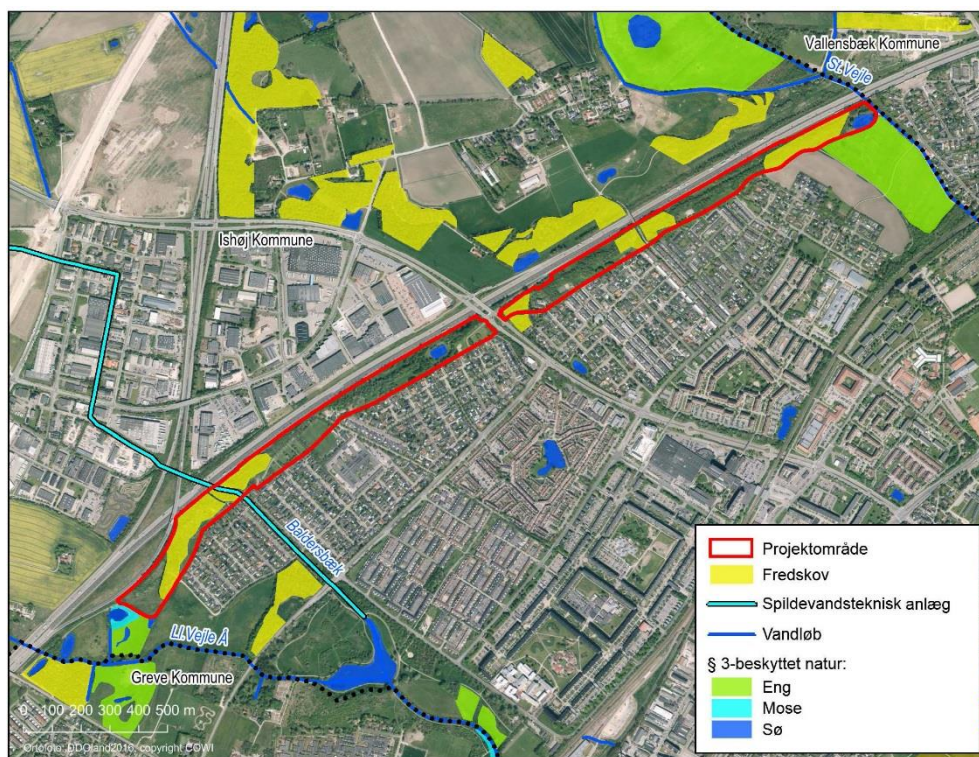 Vallensbæk Kommune
St.Vejle
Ishøj Kommune
Baldersbæk
Ll.Vejle Å
Greve Kommune
0 100 200 300 400 500 m
Ortofoto: DDOland2016, copyright COWI
Projektområde
Fredskov
Spildevandsteknisk anlæg
Vandløb
§ 3-beskyttet natur:
Eng
Mose
Sø